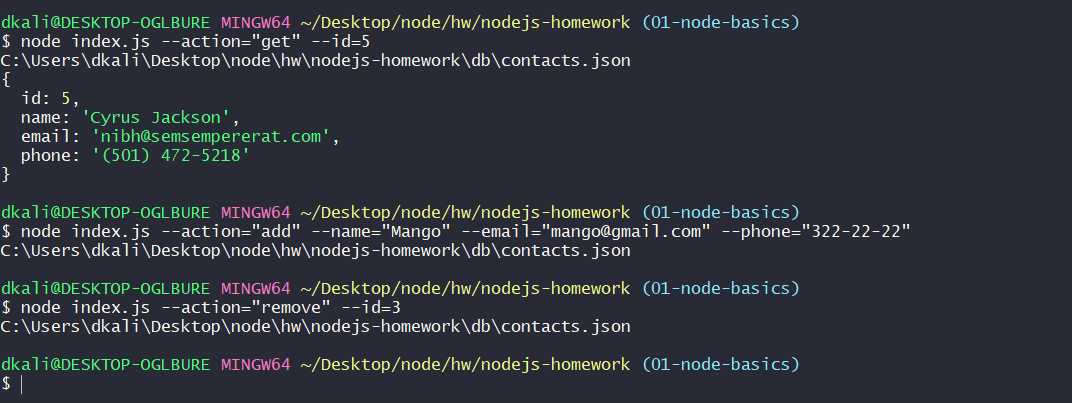 dkali@DESKTOP-OGLBURE MINGW64 ~/Desktop/node/hw/nodejs-homework (01-node-basics)
$ node index.js --action="get" --id=5
C:\Users\dkali\Desktop\node\hw\nodejs-homework\db\contacts.json
{
  id: 5,
  name: 'Cyrus Jackson',
  email: 'nibh@semsempererat.com',
  phone: '(501) 472-5218'
}
dkali@DESKTOP-OGLBURE MINGW64 ~/Desktop/node/hw/nodejs-homework (01-node-basics)
$ node index.js --action="add" --name="Mango" --email="mango@gmail.com" --phone="322-22-22"
C:\Users\dkali\Desktop\node\hw\nodejs-homework\db\contacts.json
dkali@DESKTOP-OGLBURE MINGW64 ~/Desktop/node/hw/nodejs-homework (01-node-basics)
$ node index.js --action="remove" --id=3
C:\Users\dkali\Desktop\node\hw\nodejs-homework\db\contacts.json
dkali@DESKTOP-OGLBURE MINGW64 ~/Desktop/node/hw/nodejs-homework (01-node-basics)
$